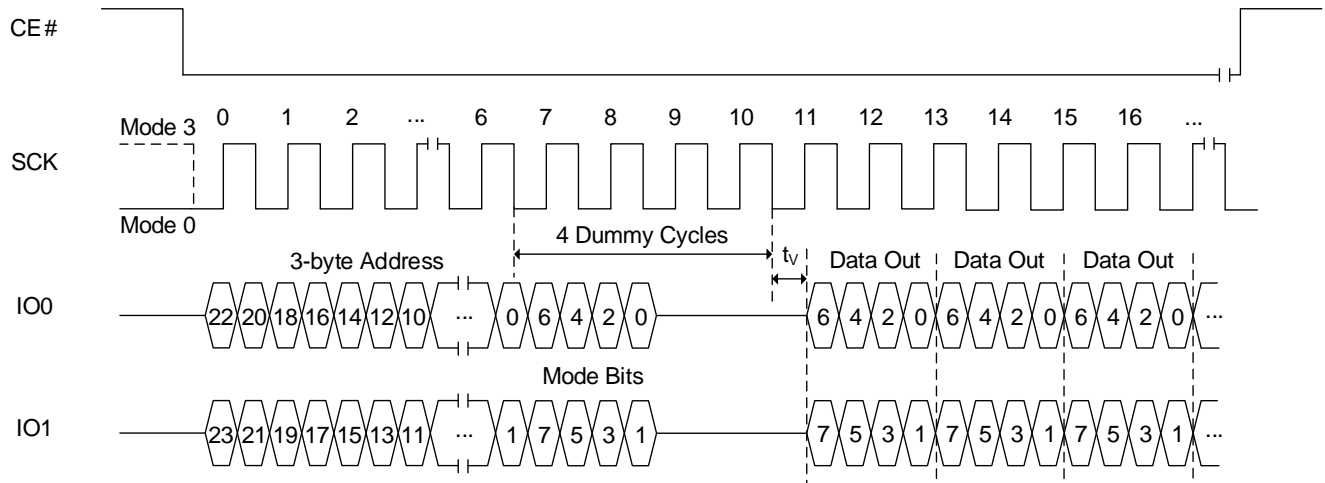 CE#
0 1 2 ... 6 7 8 9 10 11 12 13 14 15 16 ...
Mode 3
SCK
Mode 0
4 Dummy Cycles
3-byte Address
tV
Data Out Data Out Data Out
IO0
22 20 18 16 14 12 10 ... 0 6 4 2 0 6 4 2 0 6 4 2 0 6 4 2 0 ...
Mode Bits
IO1
23 21 19 17 15 13 11 ... 1 7 5 3 1 7 5 3 1 7 5 3 1 7 5 3 1 ...